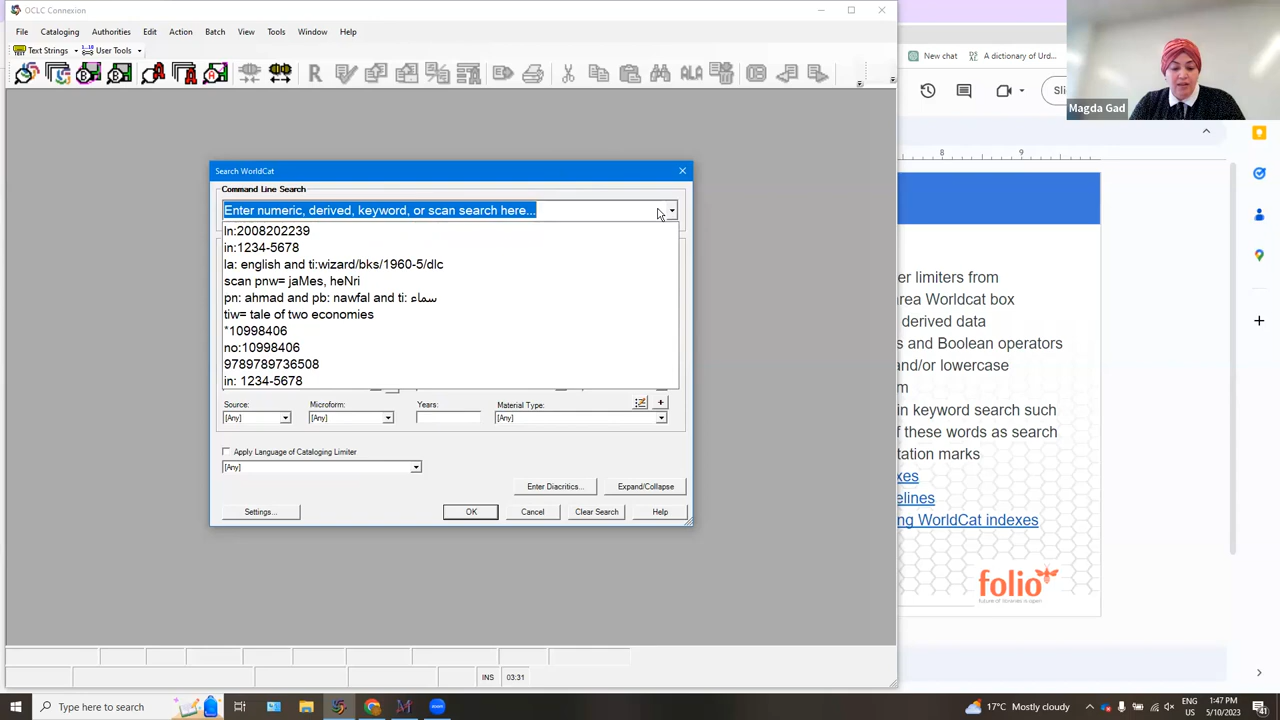 OCLC Connexion
File Cataloging Authorities Edit Action Batch View Tools Window Help
Text Strings User Tools
Search WorldCat
Command Line Search
Enter numeric, derived, keyword, or scan search here...
ln:2008202239
in:1234-5678
la: english and ti:wizard/bks/1960-5/dlc
scan pnw= jaMes, heNri
pn: ahmad and pb: nawfal and ti: سماء
tiw= tale of two economies
*10998406
no:10998406
9789789736508
in: 1234-5678
Source: Microform: Years: Material Type:
[Any] [Any] [Any]
Apply Language of Cataloging Limiter
[Any]
Enter Diacritics... Expand/Collapse
Settings... OK Cancel Clear Search Help
INS 03:31
New chat A dictionary of Urd
Magda Gad
8 9
er limiters from
area Worldcat box
derived data
s and Boolean operators
and/or lowercase
m
in keyword search such
f these words as search
tation marks
xes
elines
ng WorldCat indexes
folio
future of libraries is open
Type here to search
17°C Mostly cloudy
ENG
US
1:47 PM
5/10/2023